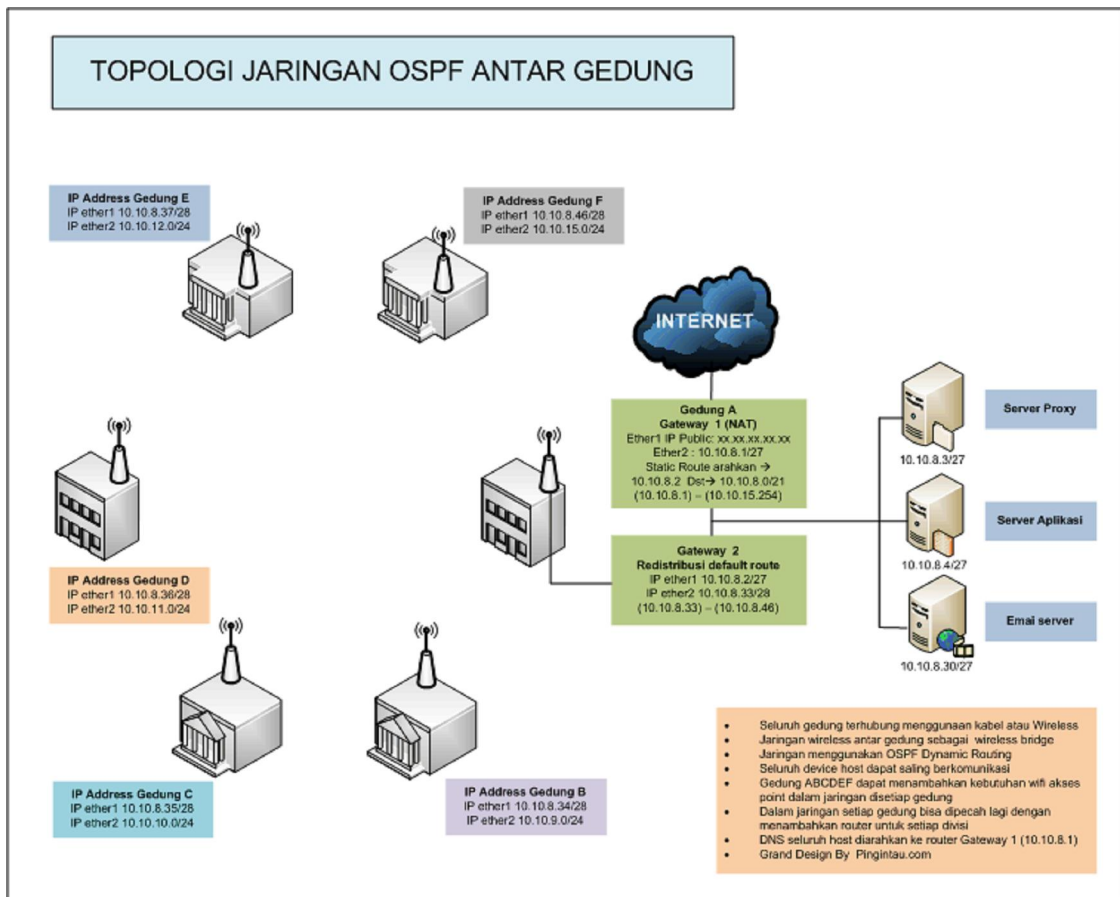 TOPOLOGI JARINGAN OSPF ANTAR GEDUNG
IP Address Gedung E
IP ether1 10.10.8.37/28
IP ether2 10.10.12.0/24
IP Address Gedung F
IP ether1 10.10.8.46/28
IP ether2 10.10.15.0/24
INTERNET
Gedung A
Gateway 1 (NAT)
Ether1 IP Public: xx.xx.xx.xx.xx
Ether2 : 10.10.8.1/27
Static Route arahkan →
10.10.8.2 Dst→ 10.10.8.0/21
(10.10.8.1) – (10.10.15.254)
Gateway 2
Redistribusi default route
IP ether1 10.10.8.2/27
IP ether2 10.10.8.33/28
(10.10.8.33) – (10.10.8.46)
Server Proxy
10.10.8.3/27
Server Aplikasi
10.10.8.4/27
Emai server
10.10.8.30/27
IP Address Gedung D
IP ether1 10.10.8.36/28
IP ether2 10.10.11.0/24
IP Address Gedung C
IP ether1 10.10.8.35/28
IP ether2 10.10.10.0/24
IP Address Gedung B
IP ether1 10.10.8.34/28
IP ether2 10.10.9.0/24
• Seluruh gedung terhubung menggunakan kabel atau Wireless
• Jaringan wireless antar gedung sebagai wireless bridge
• Jaringan menggunakan OSPF Dynamic Routing
• Seluruh device host dapat saling berkomunikasi
• Gedung ABCDEF dapat menambahkan kebutuhan wifi akses
point dalam jaringan disetiap gedung
• Dalam jaringan setiap gedung bisa dipecah lagi dengan
menambahkan router untuk setiap divisi
• DNS seluruh host diarahkan ke router Gateway 1 (10.10.8.1)
• Grand Design By Pingintau.com